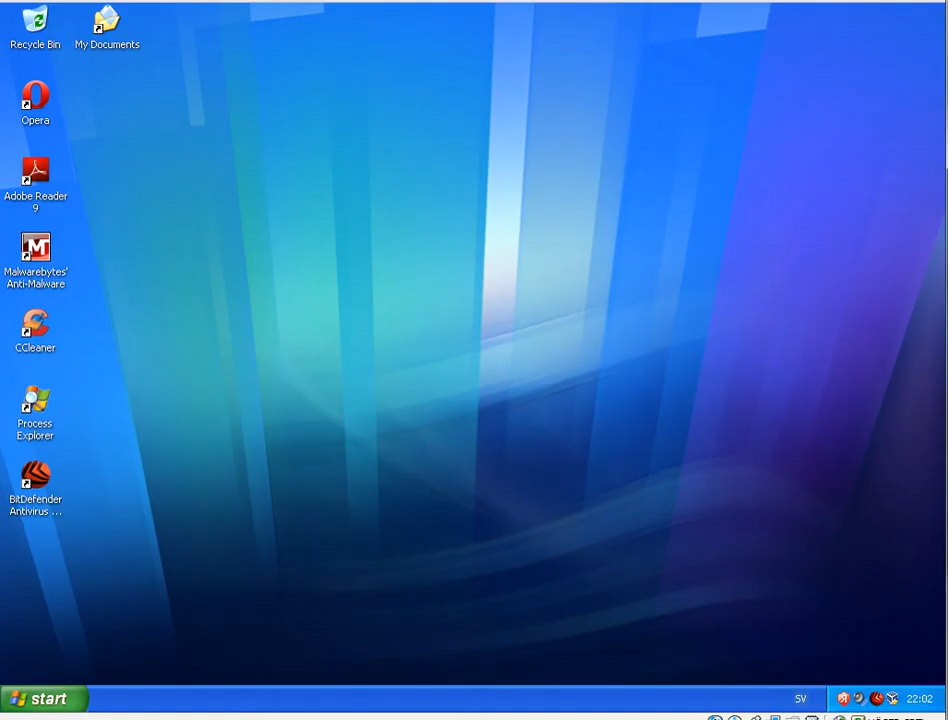 Recycle Bin
My Documents
Opera
Adobe Reader
9
Malwarebytes'
Anti-Malware
CCleaner
Process
Explorer
BitDefender
Antivirus ...
start
SV
22:02